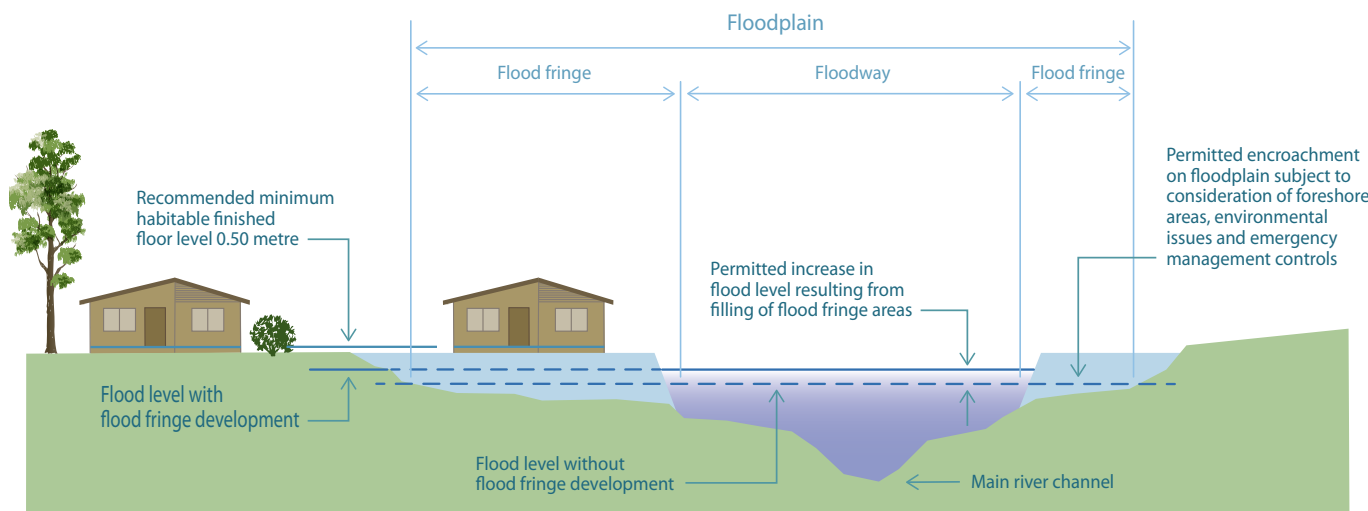 Floodplain
Flood fringe
Floodway
Flood fringe
Permitted encroachment
on floodplain subject to
consideration of foreshore
areas, environmental
issues and emergency
management controls
Recommended minimum
habitable finished
floor level 0.50 metre
Permitted increase in
flood level resulting from
filling of flood fringe areas
Flood level with
flood fringe development
Flood level without
flood fringe development
Main river channel